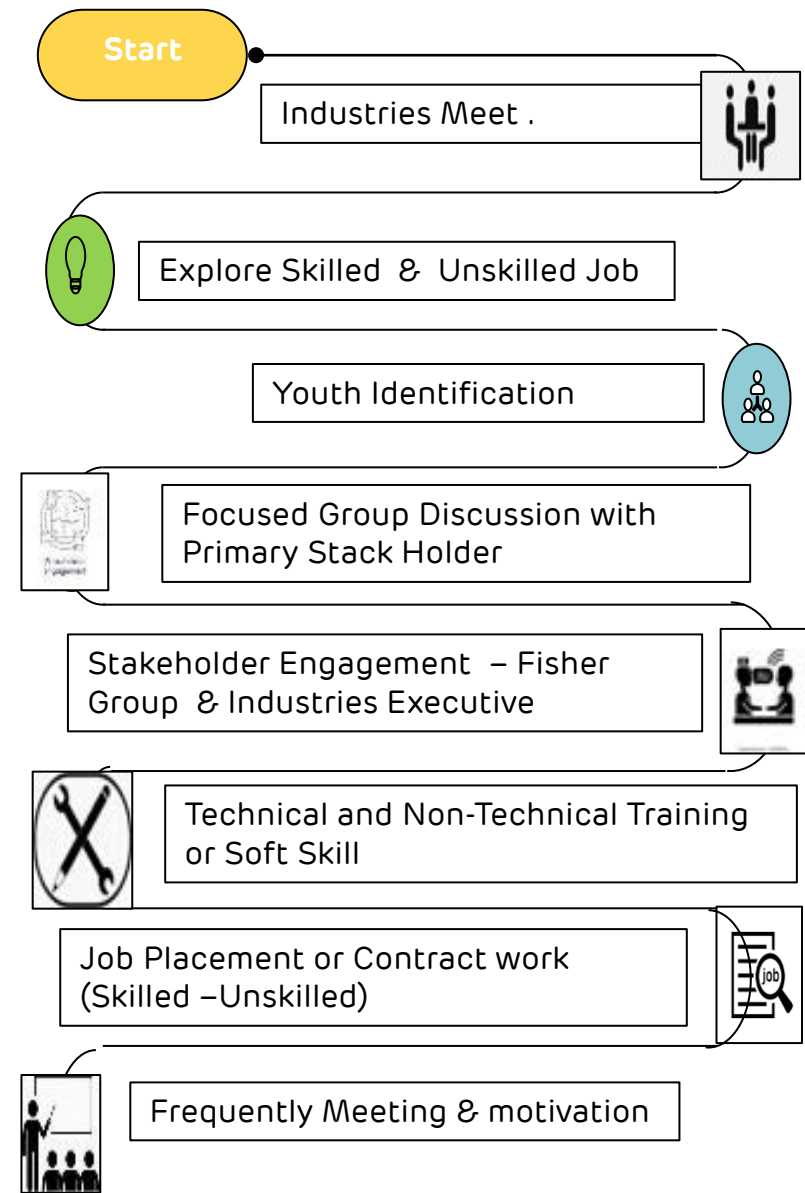 Start
Industries Meet .
Explore Skilled & Unskilled Job
Youth Identification
Focused Group Discussion with
Primary Stack Holder
engagement
Stakeholder Engagement – Fisher
Group & Industries Executive
Technical and Non-Technical Training
or Soft Skill
Job Placement or Contract work
(Skilled –Unskilled)
job
Frequently Meeting & motivation